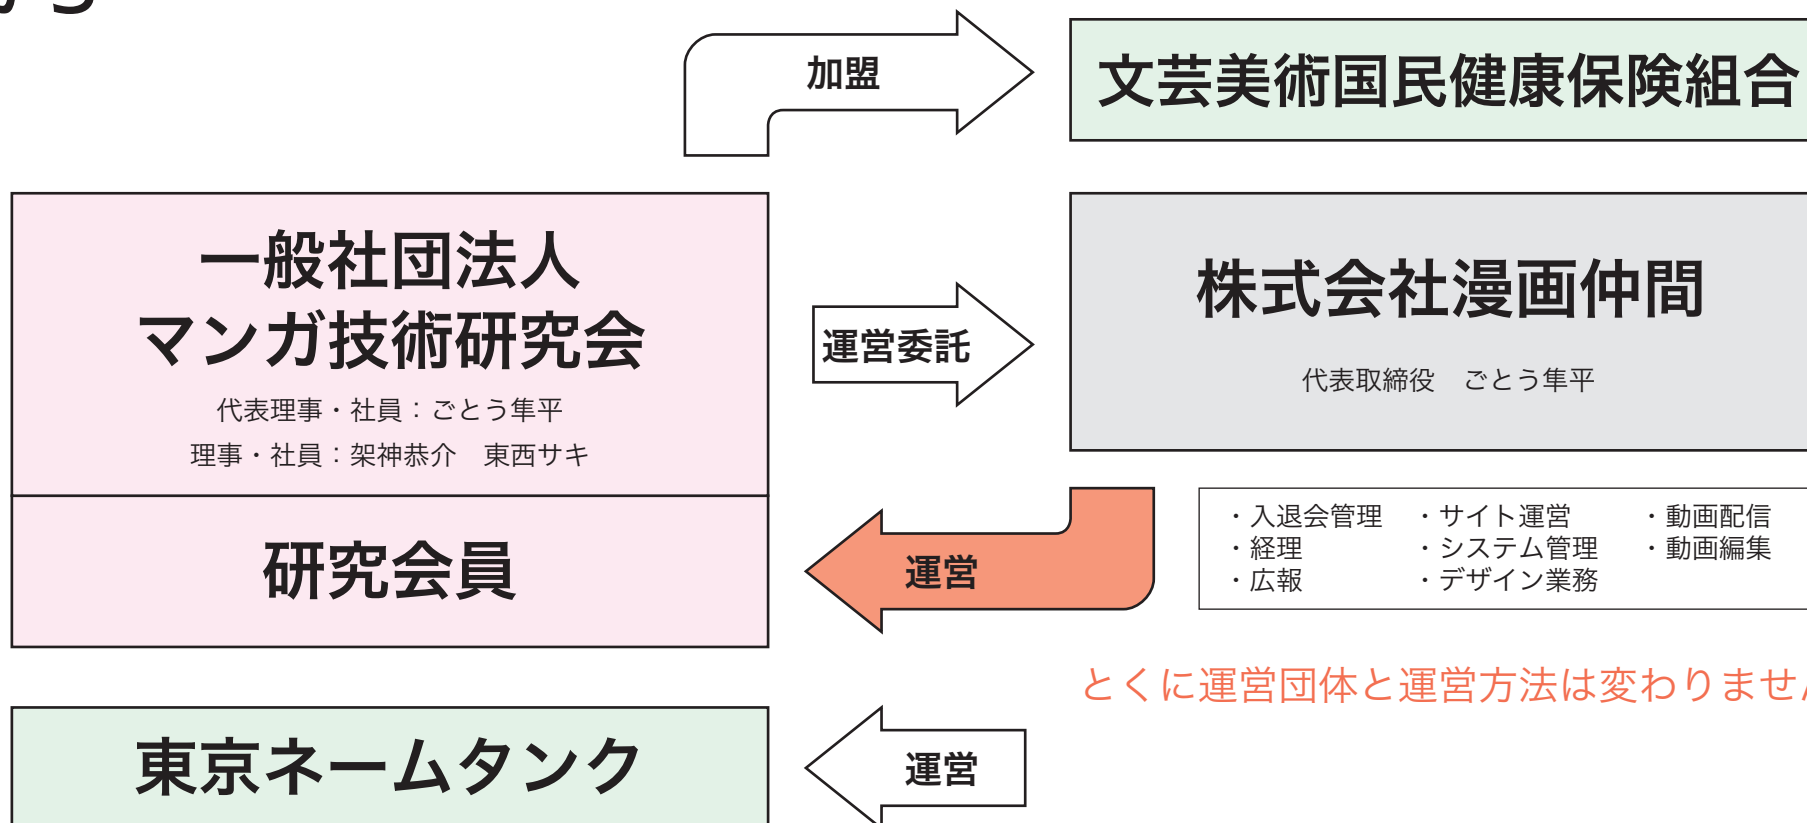 加盟
文芸美術国民健康保険組合
一般社団法人
マンガ技術研究会
代表理事・社員：ごとう隼平
理事・社員：架神恭介　東西サキ
運営委託
株式会社漫画仲間
代表取締役　ごとう隼平
研究会員
運営
・入退会管理　・サイト運営　・動画配信
・経理　・システム管理　・動画編集
・広報　・デザイン業務
とくに運営団体と運営方法は変わりませ
東京ネームタンク
運営